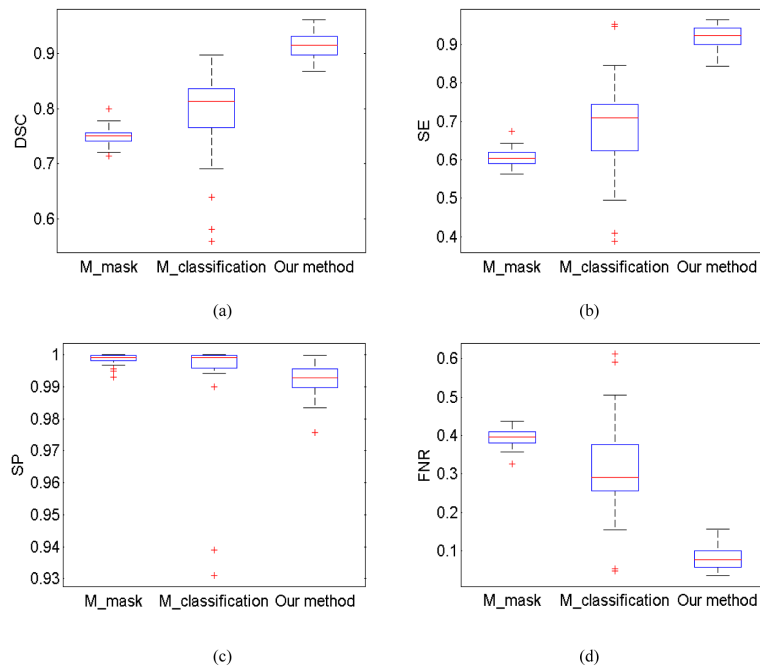 DSC
0.9
0.8
0.7
0.6
M_mask M_classification Our method
(a)
SE
0.9
0.8
0.7
0.6
0.5
0.4
M_mask M_classification Our method
(b)
SP
1
0.99
0.98
0.97
0.96
0.95
0.94
0.93
M_mask M_classification Our method
(c)
FNR
0.6
0.5
0.4
0.3
0.2
0.1
M_mask M_classification Our method
(d)